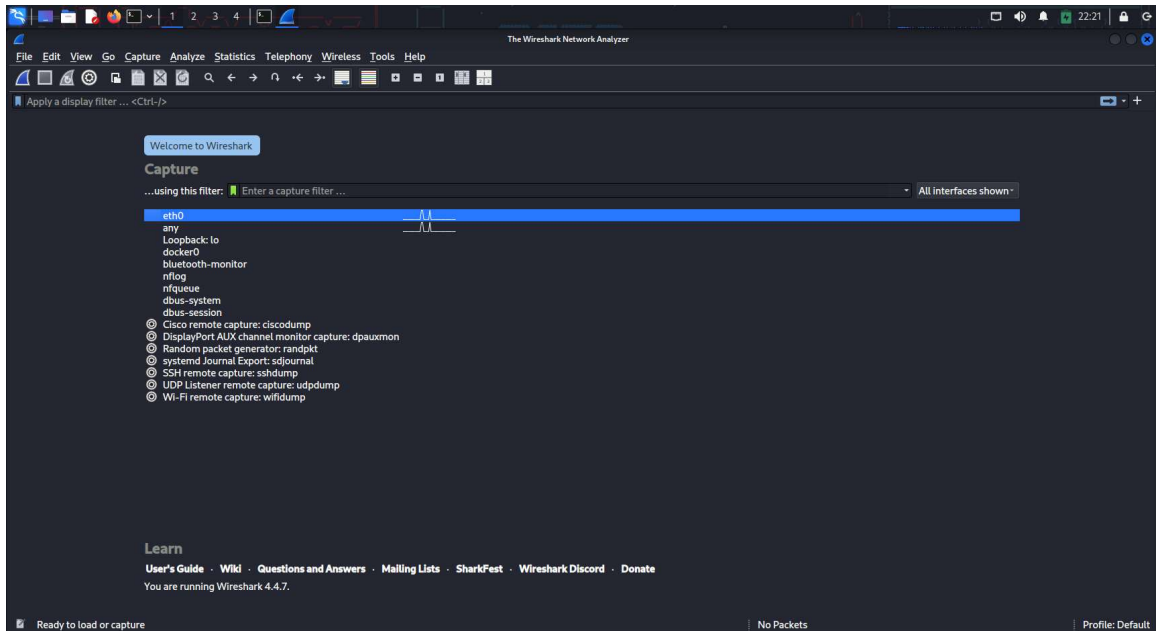 1 2 3 4 22:21
The Wireshark Network Analyzer
File Edit View Go Capture Analyze Statistics Telephony Wireless Tools Help
Apply a display filter ... <Ctrl-/>
Welcome to Wireshark
Capture
...using this filter: Enter a capture filter ... All interfaces shown
eth0
any
Loopback: lo
docker0
bluetooth-monitor
nflog
nfqueue
dbus-system
dbus-session
Cisco remote capture: ciscodump
DisplayPort AUX channel monitor capture: dpauxmon
Random packet generator: randpkt
systemd Journal Export: sdjournal
SSH remote capture: sshdump
UDP Listener remote capture: udpdump
Wi-Fi remote capture: wifidump
Learn
User's Guide · Wiki · Questions and Answers · Mailing Lists · SharkFest · Wireshark Discord · Donate
You are running Wireshark 4.4.7.
Ready to load or capture No Packets Profile: Default